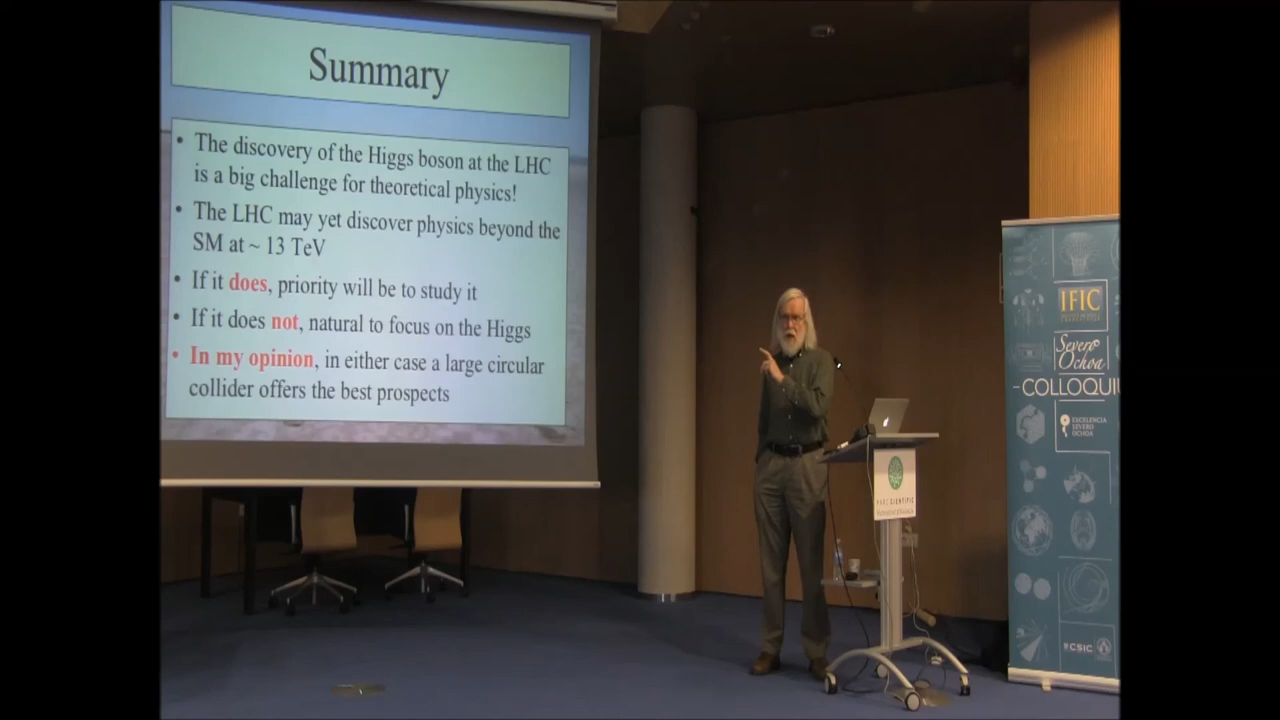 Summary
• The discovery of the Higgs boson at the LHC
is a big challenge for theoretical physics!
• The LHC may yet discover physics beyond the
SM at ~ 13 TeV
• If it does, priority will be to study it
• If it does not, natural to focus on the Higgs
• In my opinion, in either case a large circular
collider offers the best prospects
PARC CIENTÍFIC
IFIC
Severo
Ochoa
-COLLOQUI
EXCELENCIA
SEVERO
OCHOA
CSIC